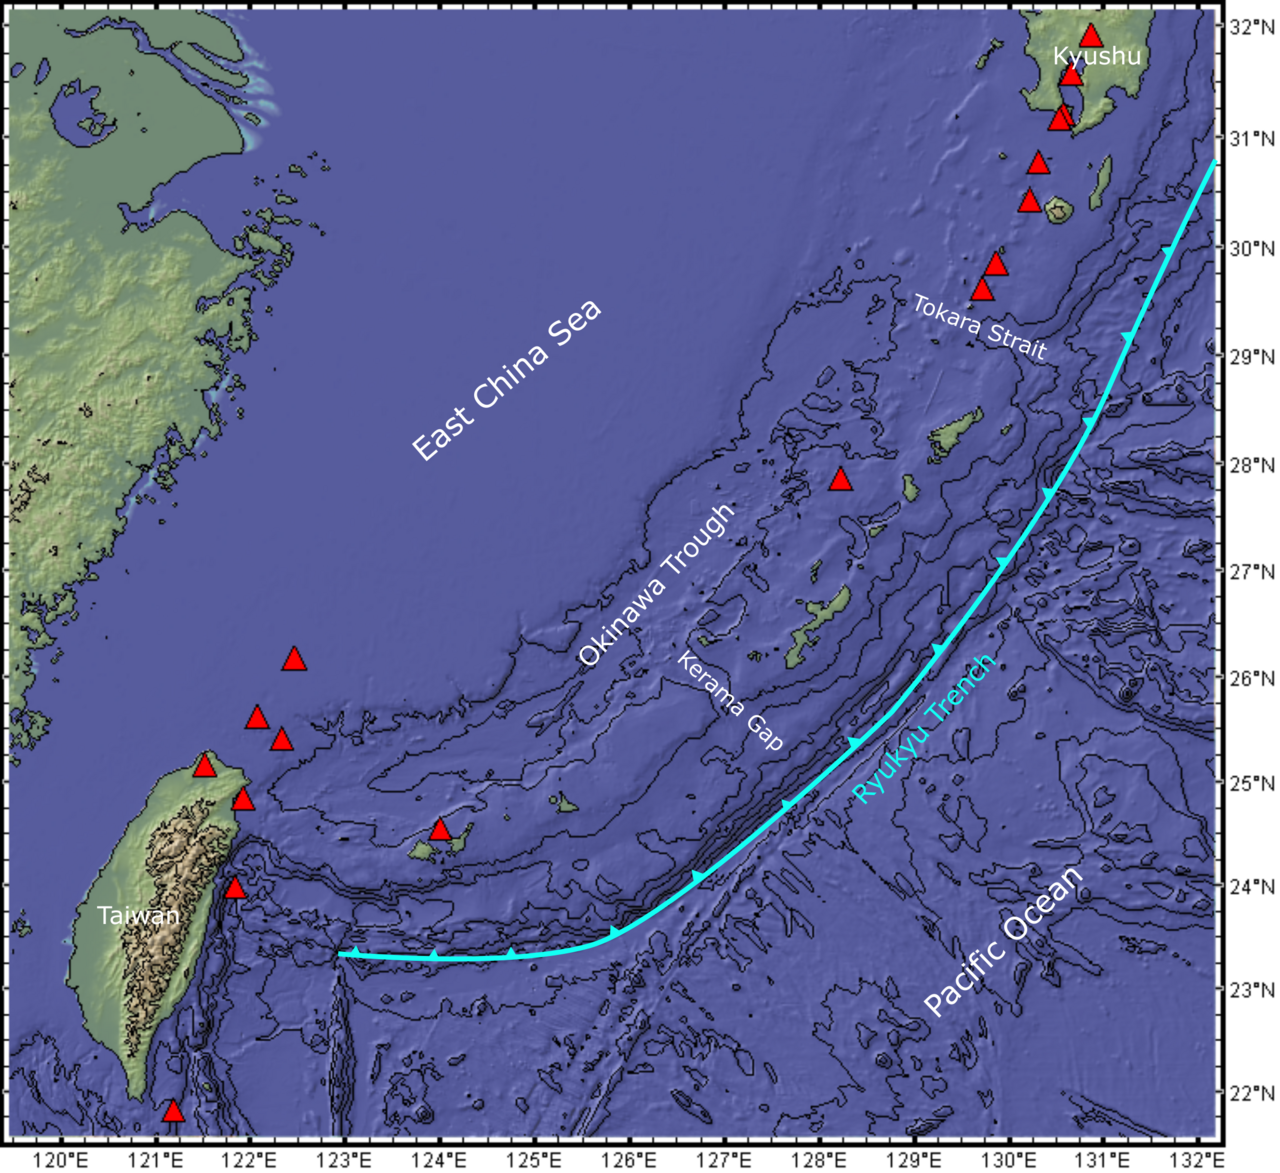 32°N
Kyushu
31°N
30°N
Tokara Strait
East China Sea
29°N
28°N
Okinawa Trough
27°N
Kerama Gap
26°N
Ryukyu Trench
25°N
24°N
Taiwan
Pacific Ocean
23°N
22°N
120°E 121°E 122°E 123°E 124°E 125°E 126°E 127°E 128°E 129°E 130°E 131°E 132°E